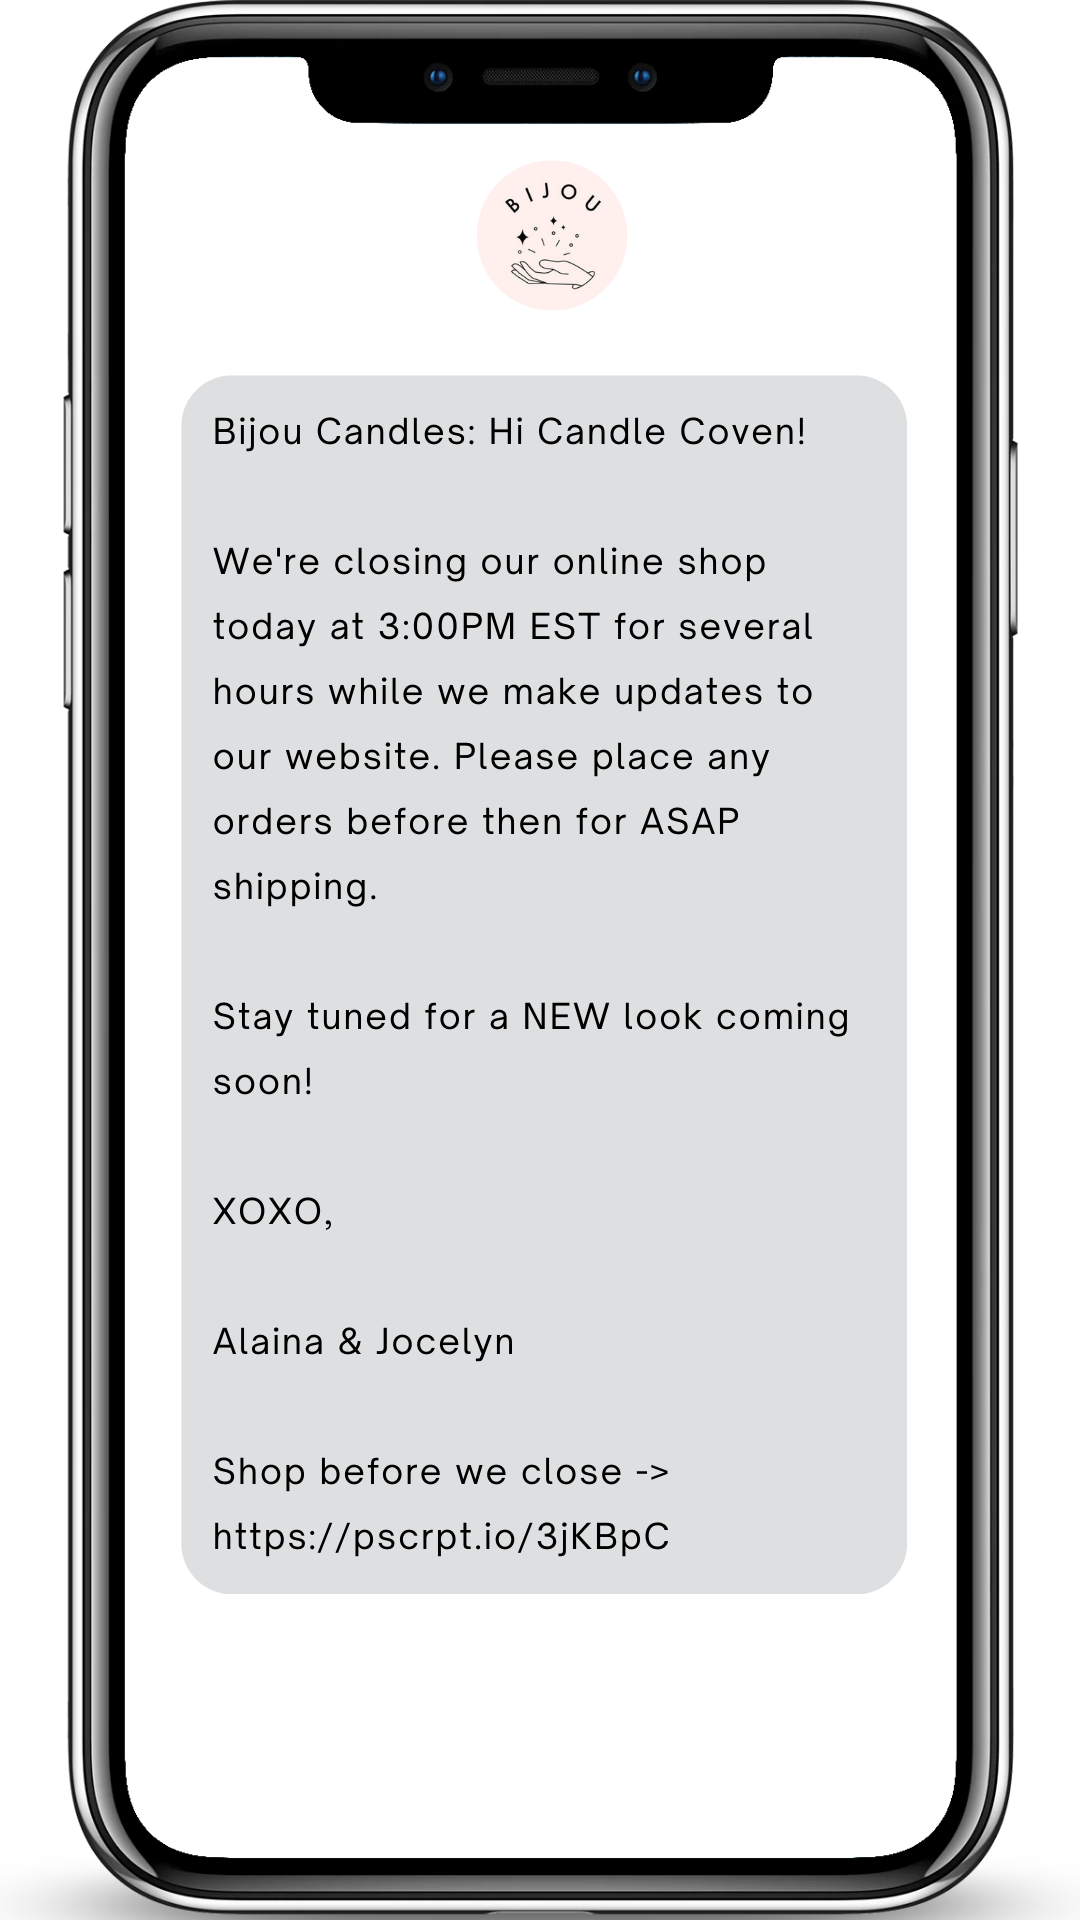 BIJOU
Bijou Candles: Hi Candle Coven!
We're closing our online shop
today at 3:00PM EST for several
hours while we make updates to
our website. Please place any
orders before then for ASAP
shipping.
Stay tuned for a NEW look coming
soon!
XOXO,
Alaina & Jocelyn
Shop before we close ->
https://pscrpt.io/3jKBpC